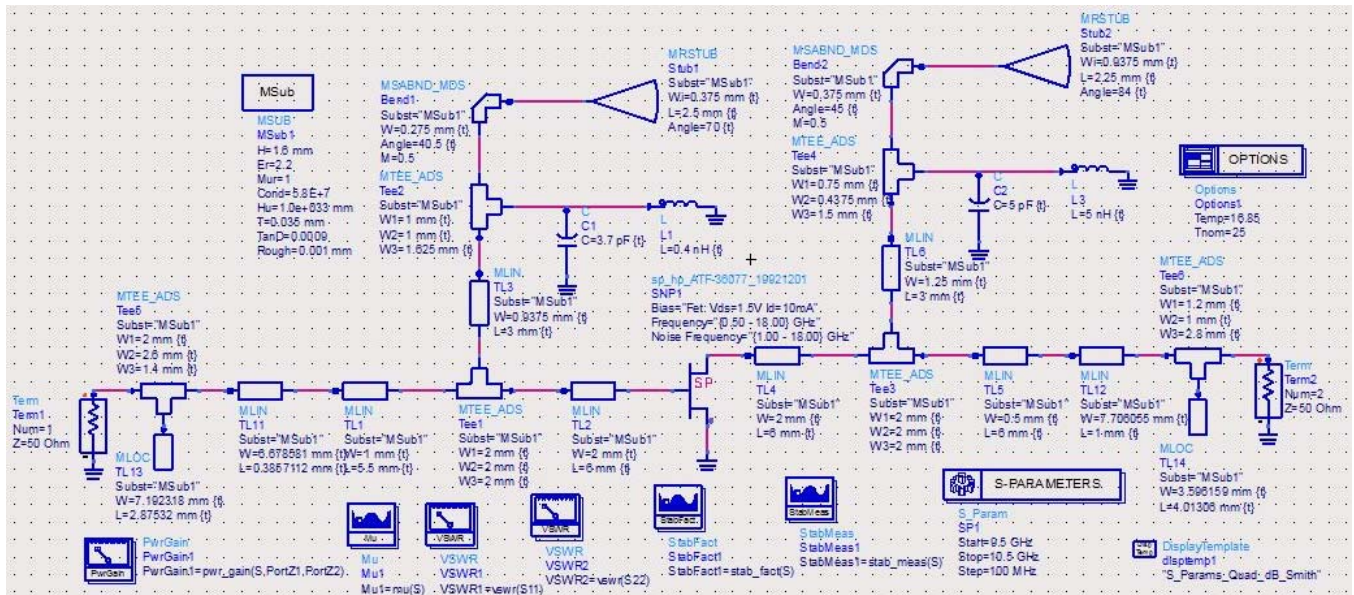 MSub
MSUB
MSub1
H=1.6 mm
Er=2.2
Mur=1
Cond=5.8E+7
Hu=1.0e+033 mm
T=0.035 mm
TanD=0.0009
Rough=0.001 mm
MSABND_MDS
Bend1
Subst="MSub1"
W=0.275 mm {t}
Angle=40.5 {t}
M=0.5
MRSTUB
Stub1
Subst="MSub1"
Wi=0.375 mm {t}
L=2.5 mm {t}
Angle=70 {t}
MTEE_ADS
Tee2
Subst="MSub1"
W1=1 mm {t}
W2=1 mm {t}
W3=1.625 mm {t}
C
C1
C=3.7 pF {t}
L
L1
L=0.4 nH {t}
MLIN
TL3
Subst="MSub1"
W=0.9375 mm {t}
L=3 mm {t}
MSABND_MDS
Bend2
Subst="MSub1"
W=0.375 mm {t}
Angle=45 {t}
M=0.5
MRSTUB
Stub2
Subst="MSub1"
Wi=0.9375 mm {t}
L=2.25 mm {t}
Angle=84 {t}
MTEE_ADS
Tee4
Subst="MSub1"
W1=0.75 mm {t}
W2=0.4375 mm {t}
W3=1.5 mm {t}
C
C2
C=5 pF {t}
L
L3
L=5 nH {t}
OPTIONS
Options
Options1
Temp=16.85
Tnom=25
MLIN
TL6
Subst="MSub1"
W=1.25 mm {t}
L=3 mm {t}
sp_hp_ATF-36077_19921201
SNP1
Bias="Fet: Vds=1.5V Id=10mA"
Frequency="{0.50 - 18.00} GHz"
Noise Frequency="{1.00 - 18.00} GHz"
SP
MTEE_ADS
Subst="MSub1"
W1=2 mm {t}
W2=2.6 mm {t}
W3=1.4 mm {t}
MTEE_ADS
Tee6
Subst="MSub1"
W1=1.2 mm {t}
W2=1 mm {t}
W3=2.8 mm {t}
Term
Term1
Num=1
Z=50 Ohm
MLOC
TL13
Subst="MSub1"
W=7.192318 mm {t}
L=2.87532 mm {t}
MLIN
TL11
Subst="MSub1"
W=6.678581 mm {t}
L=0.3857112 mm {t}
MLIN
TL1
Subst="MSub1"
W=1 mm {t}
L=5.5 mm {t}
MTEE_ADS
Tee1
Subst="MSub1"
W1=2 mm {t}
W2=2 mm {t}
W3=2 mm {t}
MLIN
TL2
Subst="MSub1"
W=2 mm {t}
L=6 mm {t}
MLIN
TL4
Subst="MSub1"
W=2 mm {t}
L=6 mm {t}
MTEE_ADS
Tee3
Subst="MSub1"
W1=2 mm {t}
W2=2 mm {t}
W3=2 mm {t}
MLIN
TL5
Subst="MSub1"
W=0.5 mm {t}
L=6 mm {t}
MLIN
TL12
Subst="MSub1"
W=7.706055 mm {t}
L=1 mm {t}
Term
Term2
Num=2
Z=50 Ohm
MLOC
TL14
Subst="MSub1"
W=3.596159 mm {t}
L=4.01306 mm {t}
PwrGain
PwrGain
PwrGain1
PwrGain1=pwr_gain(S,PortZ1,PortZ2)
Mu
Mu
Mu1
Mu1=mu(S)
VSWR
VSWR
VSWR1
VSWR1=vswr(S11)
VSWR
VSWR
VSWR2
VSWR2=vswr(S22)
StabFact
StabFact
StabFact1
StabFact1=stab_fact(S)
StabMeas
StabMeas
StabMeas1
StabMeas1=stab_meas(S)
S-PARAMETERS
S_Param
SP1
Start=9.5 GHz
Stop=10.5 GHz
Step=100 MHz
DisplayTemplate
disptemp1
"S_Params_Quad_dB_Smith"